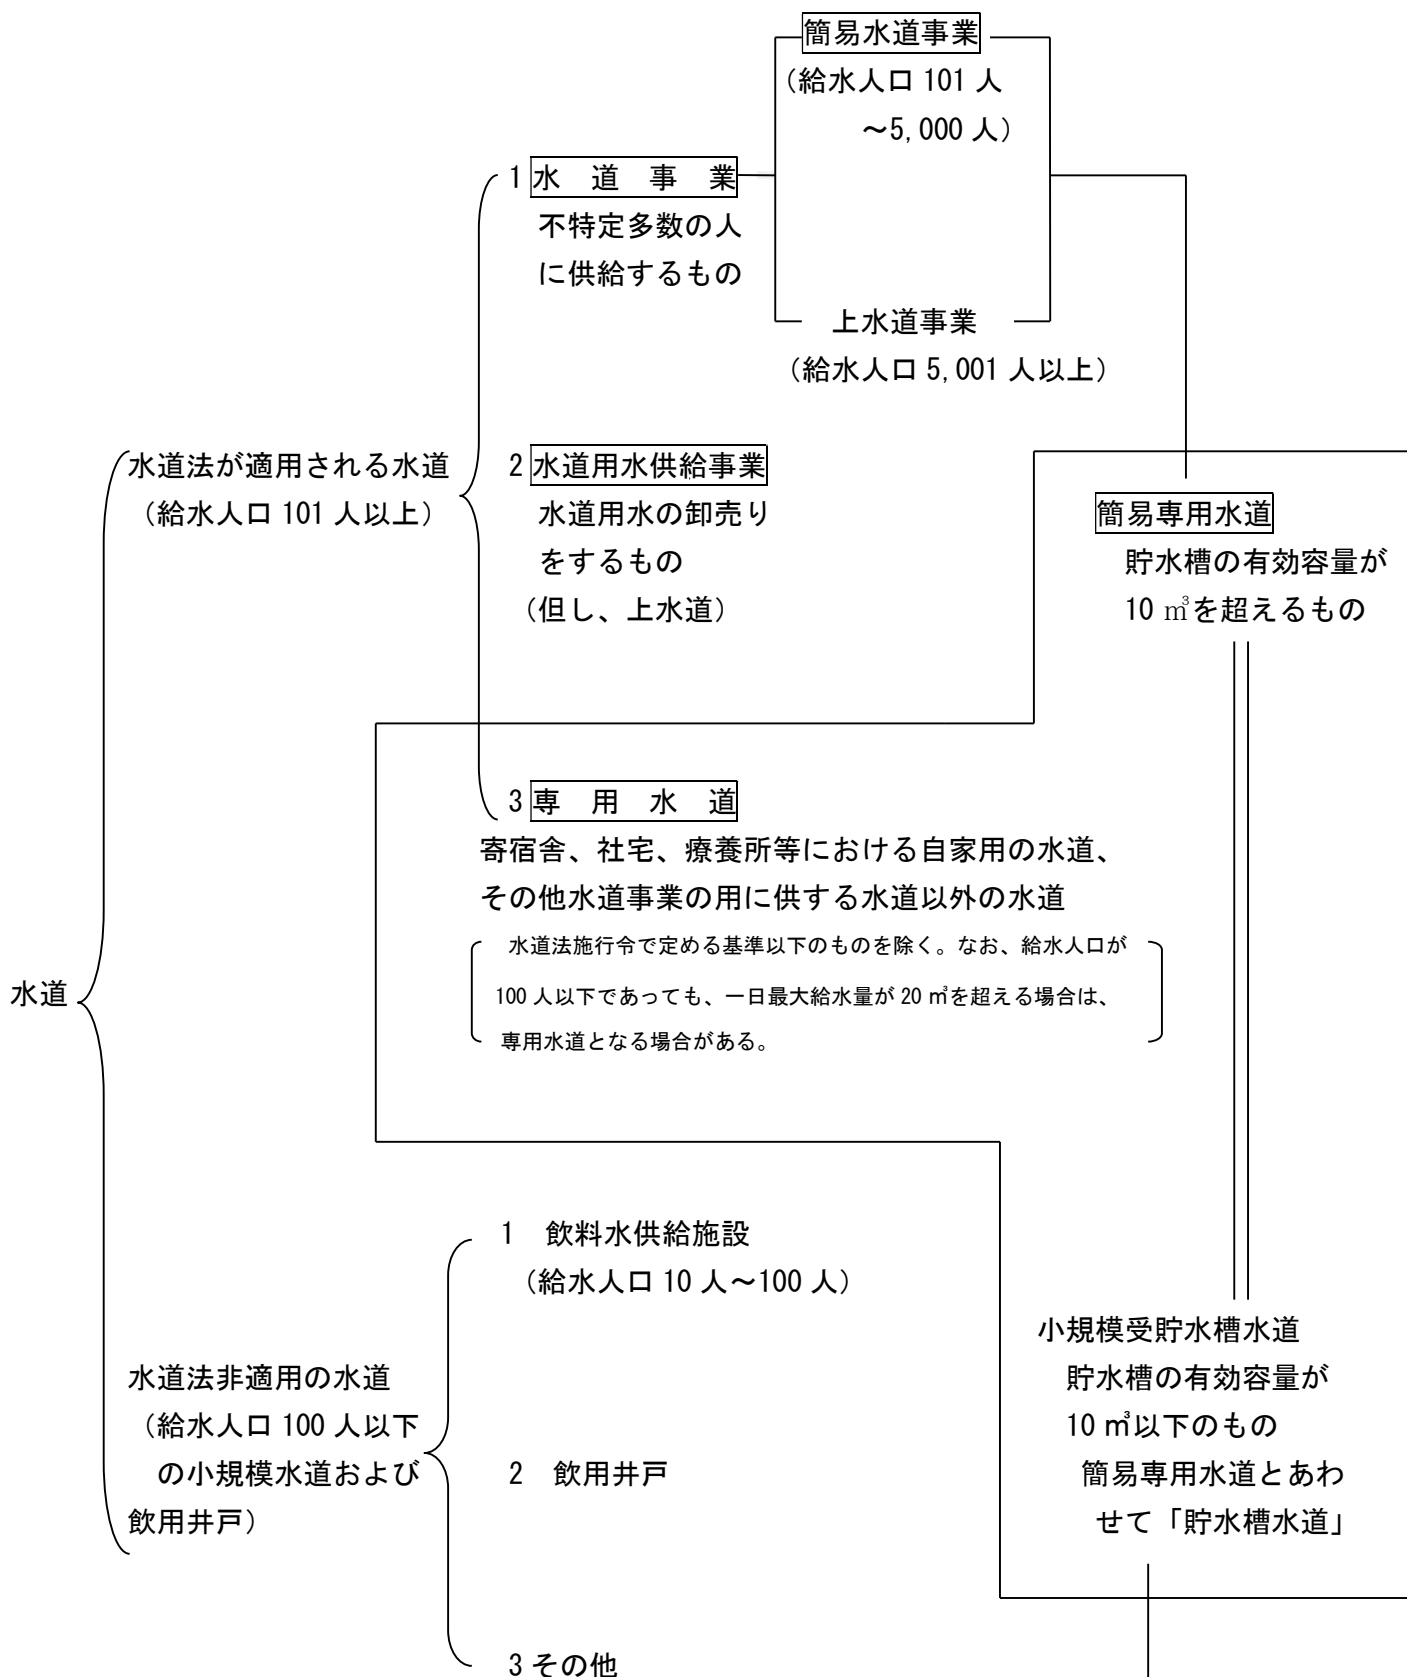 簡易水道事業
（給水人口 101 人
～5,000 人）
1 水　道　事　業
不特定多数の人
に供給するもの
上水道事業
（給水人口 5,001 人以上）
水道法が適用される水道
（給水人口 101 人以上）
2 水道用水供給事業
水道用水の卸売り
をするもの
（但し、上水道）
簡易専用水道
貯水槽の有効容量が
10 ㎥を超えるもの
3 専　用　水　道
寄宿舎、社宅、療養所等における自家用の水道、
その他水道事業の用に供する水道以外の水道
水道法施行令で定める基準以下のものを除く。なお、給水人口が
100 人以下であっても、一日最大給水量が 20 ㎥を超える場合は、
専用水道となる場合がある。
水道
1　飲料水供給施設
（給水人口 10 人～100 人）
水道法非適用の水道
（給水人口 100 人以下
の小規模水道および
飲用井戸）
2　飲用井戸
小規模受貯水槽水道
貯水槽の有効容量が
10 ㎥以下のもの
簡易専用水道とあわ
せて「貯水槽水道」
3 その他